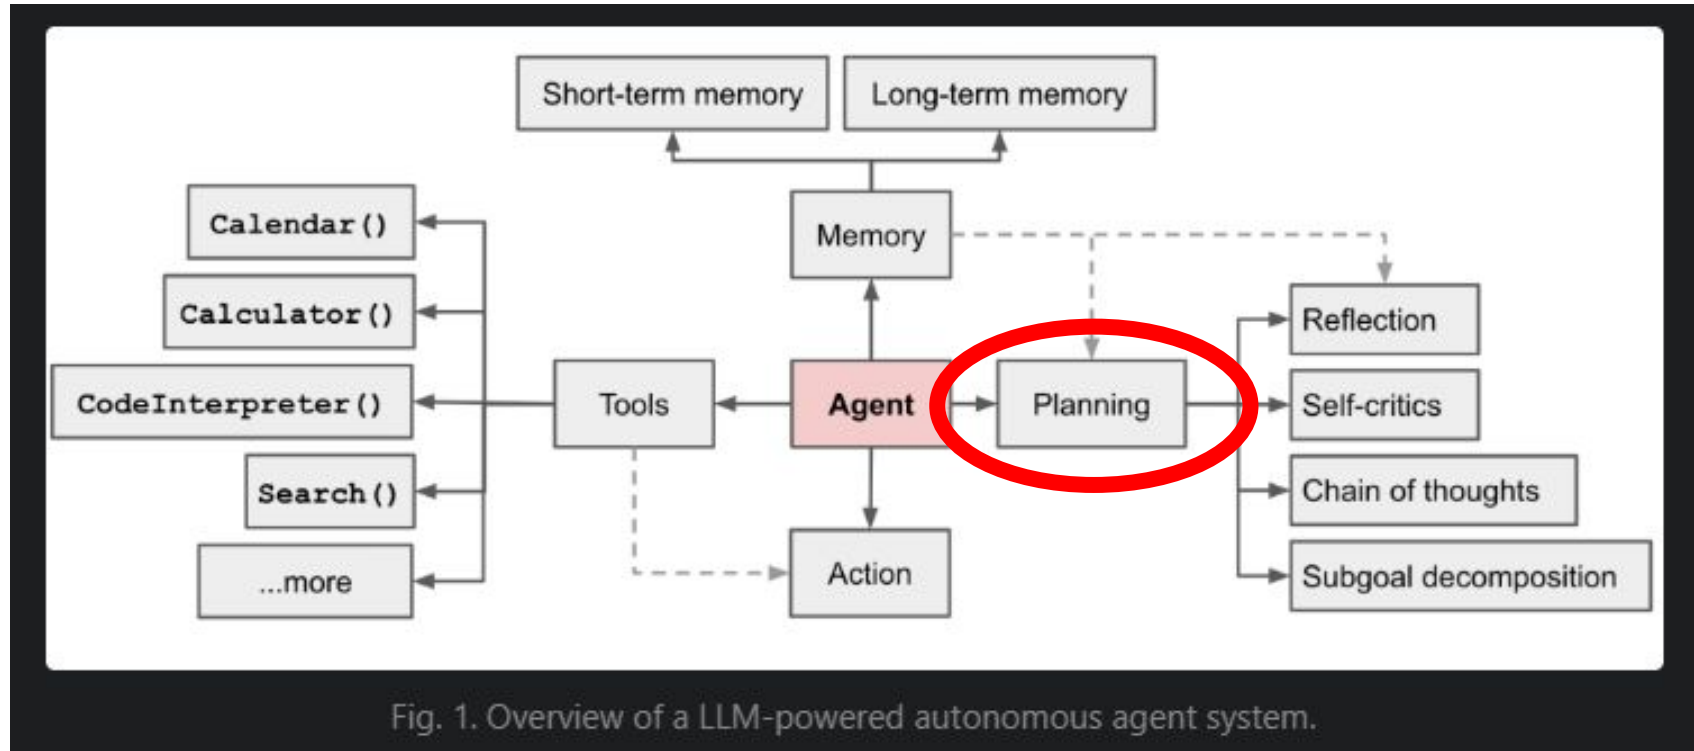 Short-term memory
Long-term memory
Calendar()
Memory
Calculator()
Reflection
CodeInterpreter()
Tools
Agent
Planning
Self-critics
Search()
Chain of thoughts
...more
Action
Subgoal decomposition
Fig. 1. Overview of a LLM-powered autonomous agent system.